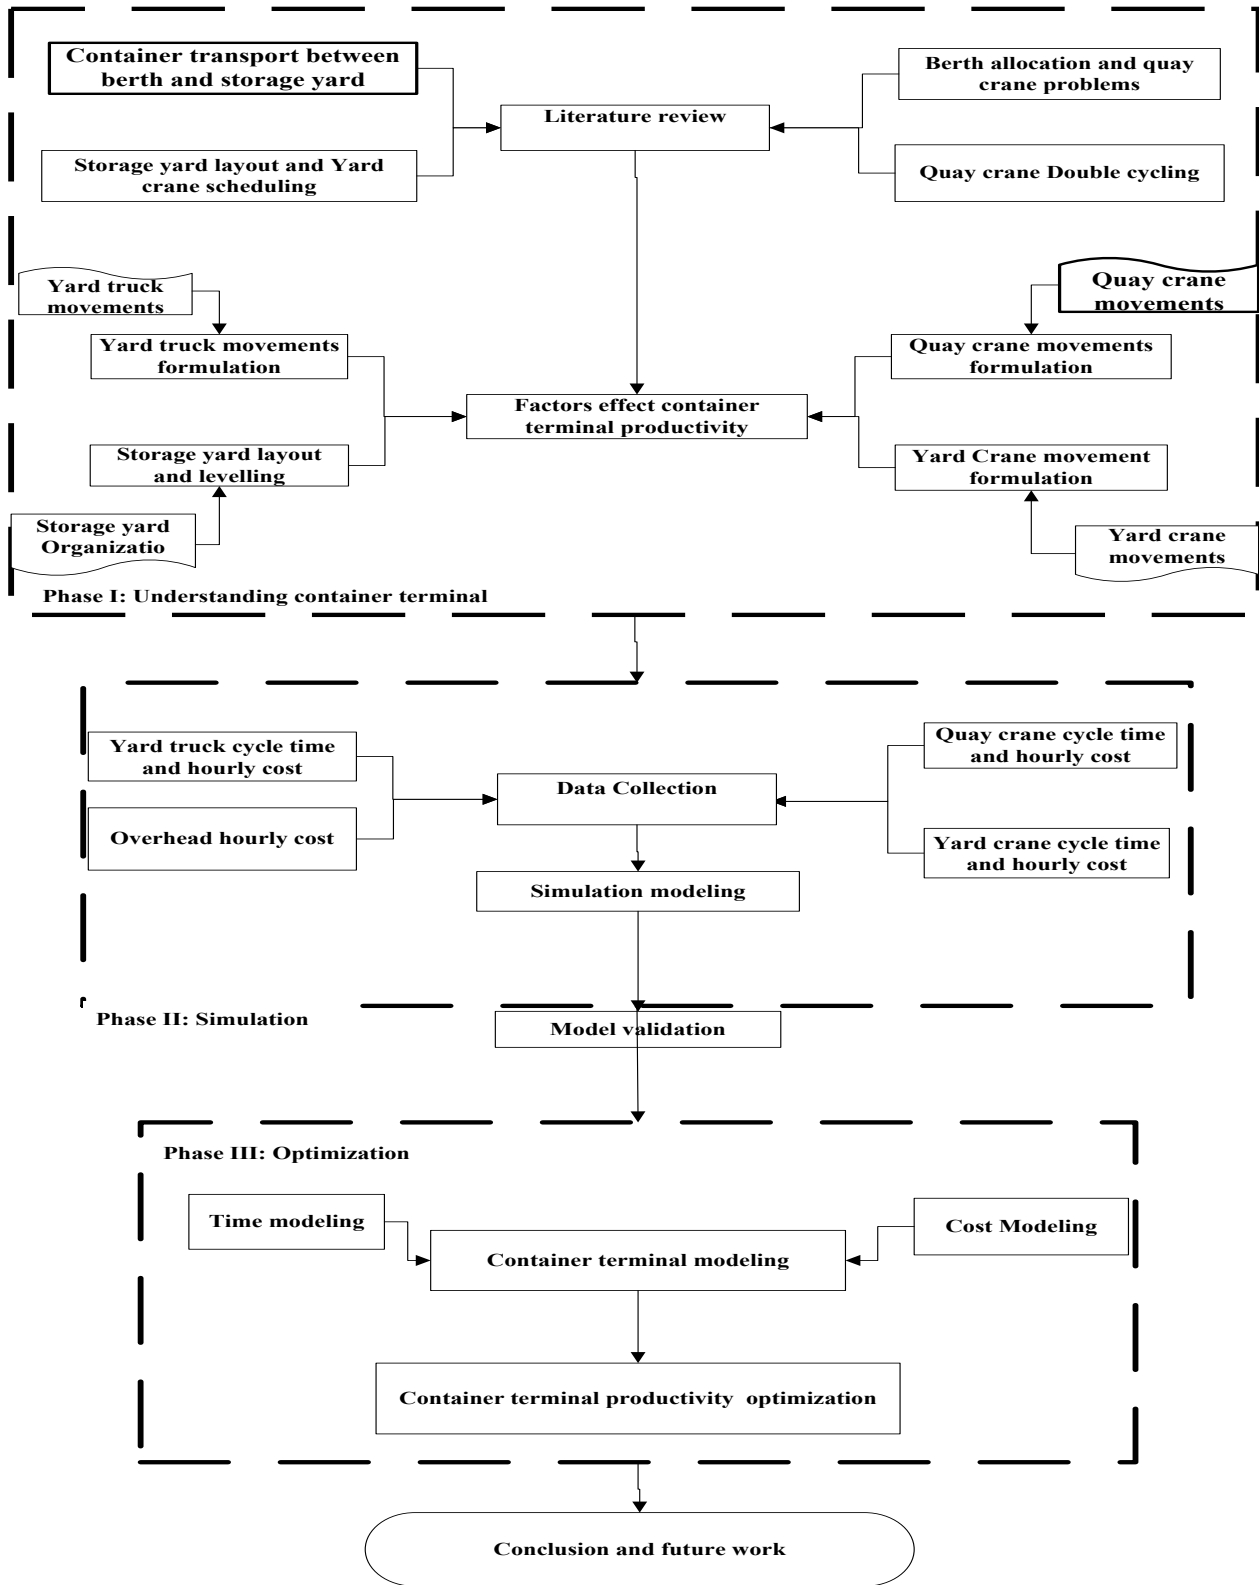 Container transport between
berth and storage yard
Berth allocation and quay
crane problems
Literature review
Storage yard layout and Yard
crane scheduling
Quay crane Double cycling
Yard truck
movements
Quay crane
movements
Yard truck movements
formulation
Quay crane movements
formulation
Factors effect container
terminal productivity
Storage yard layout
and levelling
Yard Crane movement
formulation
Storage yard
Organizatio
Yard crane
movements
Phase I: Understanding container terminal
Yard truck cycle time
and hourly cost
Quay crane cycle time
and hourly cost
Data Collection
Overhead hourly cost
Yard crane cycle time
and hourly cost
Simulation modeling
Phase II: Simulation
Model validation
Phase III: Optimization
Time modeling
Cost Modeling
Container terminal modeling
Container terminal productivity optimization
Conclusion and future work